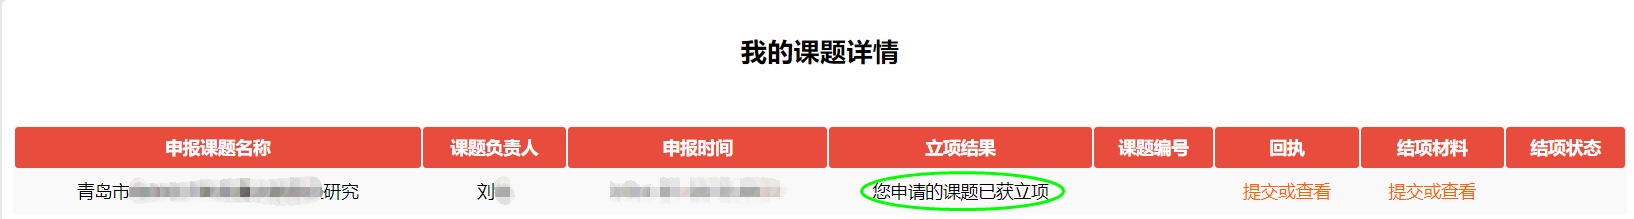 我的课题详情
申报课题名称 课题负责人 申报时间 立项结果 课题编号 回执 结项材料 结项状态
青岛市 研究 刘 您申请的课题已获立项 提交或查看 提交或查看